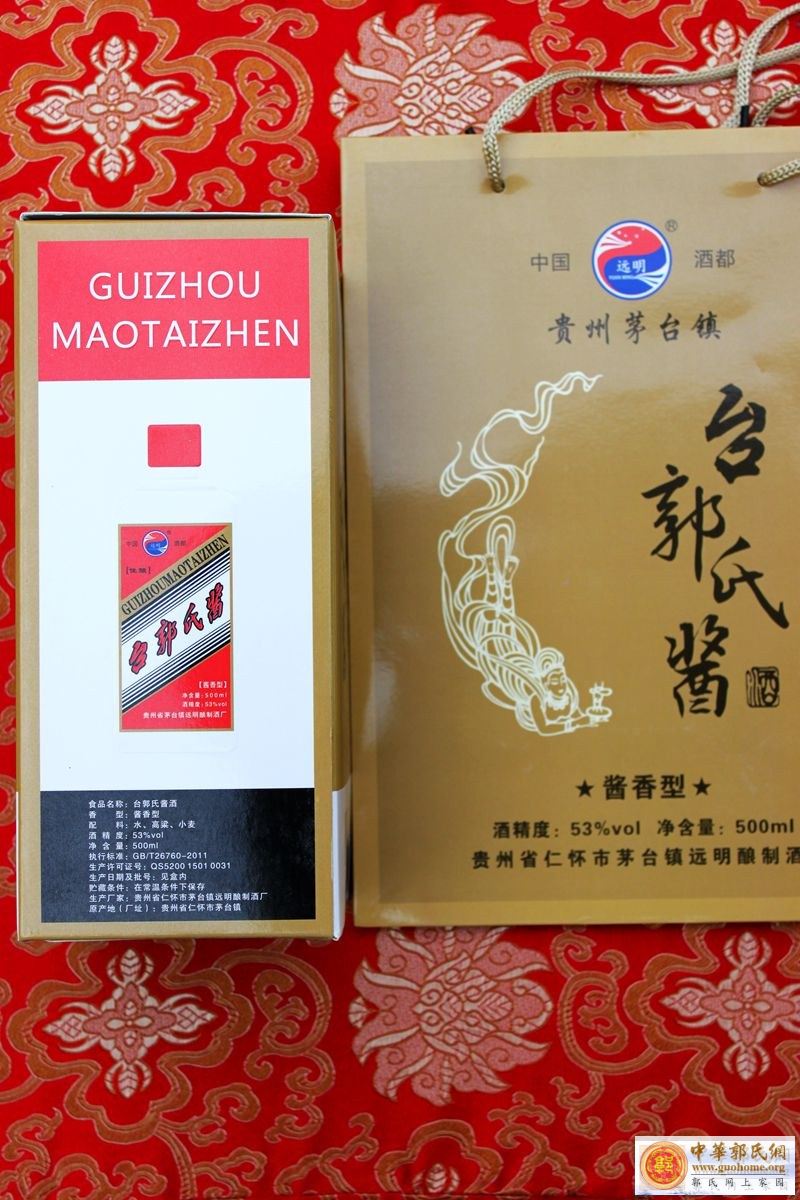 GUIZHOU
MAOTAIZHEN
中国 远明 ® 酒都
[优酿]
GUIZHOUMAOTAIZHEN
台郭氏酱
【酱香型】
净含量:500ml
酒精度:53%vol
贵州省茅台镇远明酿制酒厂
食品名称:台郭氏酱酒
香 型:酱香型
配 料:水、高粱、小麦
酒 精 度:53%vol
净 含 量:500ml
执行标准:GB/T26760-2011
生产许可证号:QS5200 1501 0031
生产日期及批号:见盒内
贮藏条件:在常温条件下保存
生产厂家:贵州省仁怀市茅台镇远明酿制酒厂
原产地(厂址):贵州省仁怀市茅台镇
中国 远明 ® 酒都
贵州茅台镇
台郭氏酱
酒
★酱香型★
酒精度:53%vol 净含量:500ml
贵州省仁怀市茅台镇远明酿制酒
中華郭氏網
www.guohome.org
郭氏网上家园